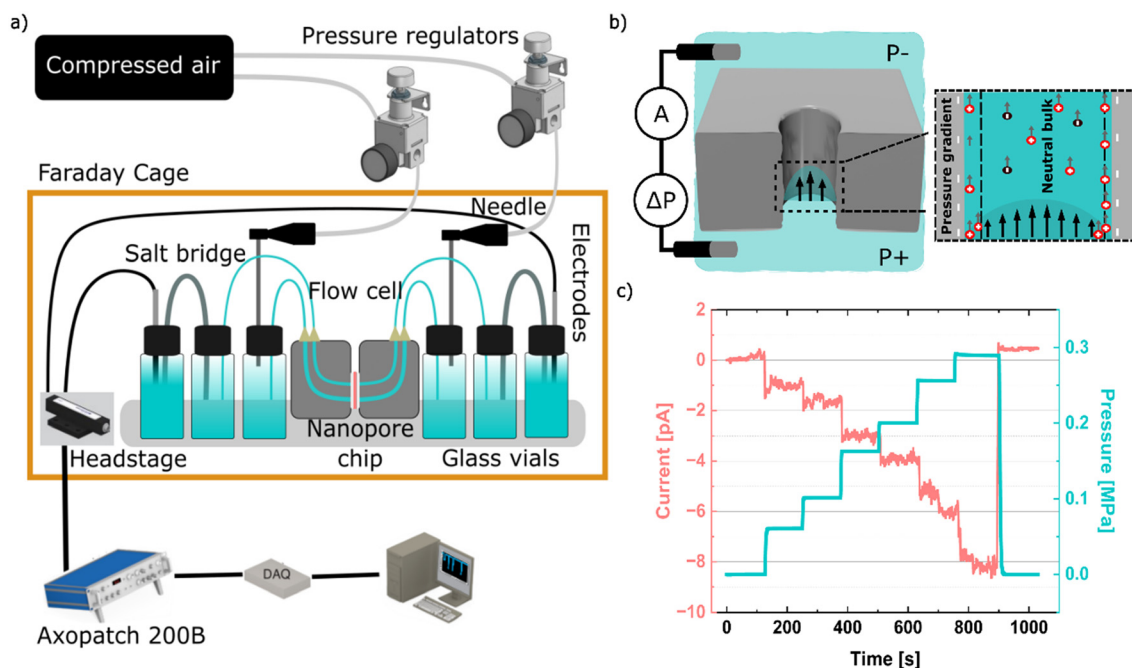 a)
Compressed air
Pressure regulators
Faraday Cage
Needle
Salt bridge
Flow cell
Electrodes
Nanopore
chip
Headstage
Glass vials
DAQ
Axopatch 200B
b)
P-
A
ΔP
P+
Pressure gradient
Neutral bulk
c)
2
0
−2
−4
−6
−8
−10
Current [pA]
0.3
0.2
0.1
0.0
Pressure [MPa]
0 200 400 600 800 1000
Time [s]